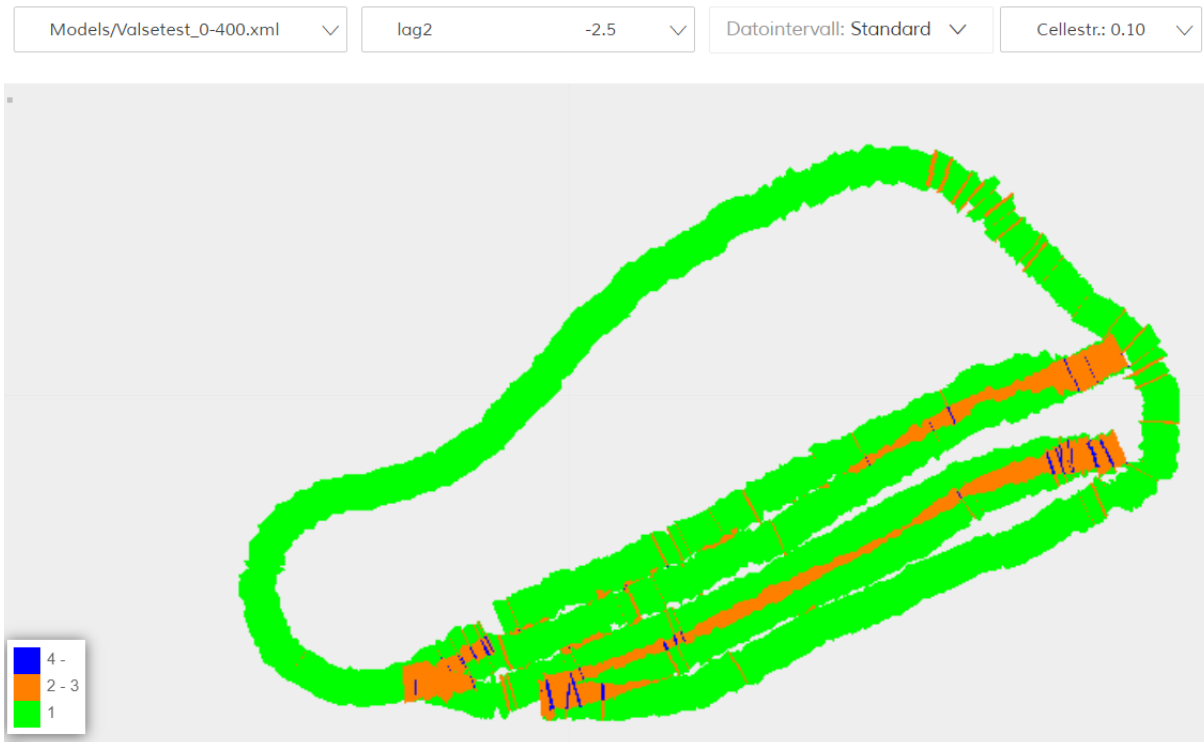 Models/Valsetest_0-400.xml lag2 -2.5 Datointervall: Standard Cellestr.: 0.10
4 -
2 - 3
1